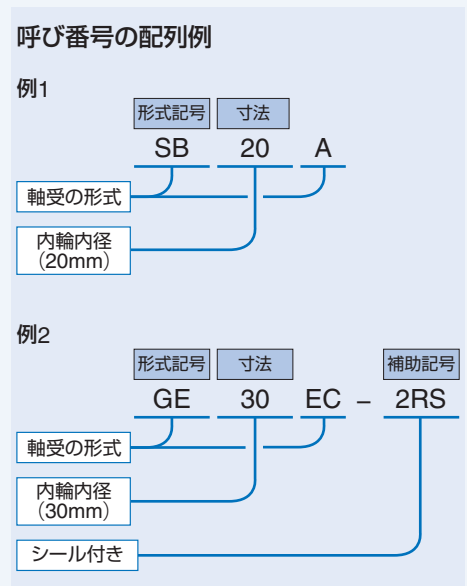 呼び番号の配列例
例1
形式記号 寸法
SB 20 A
軸受の形式
内輪内径
（20mm）
例2
形式記号 寸法 補助記号
GE 30 EC – 2RS
軸受の形式
内輪内径
（30mm）
シール付き